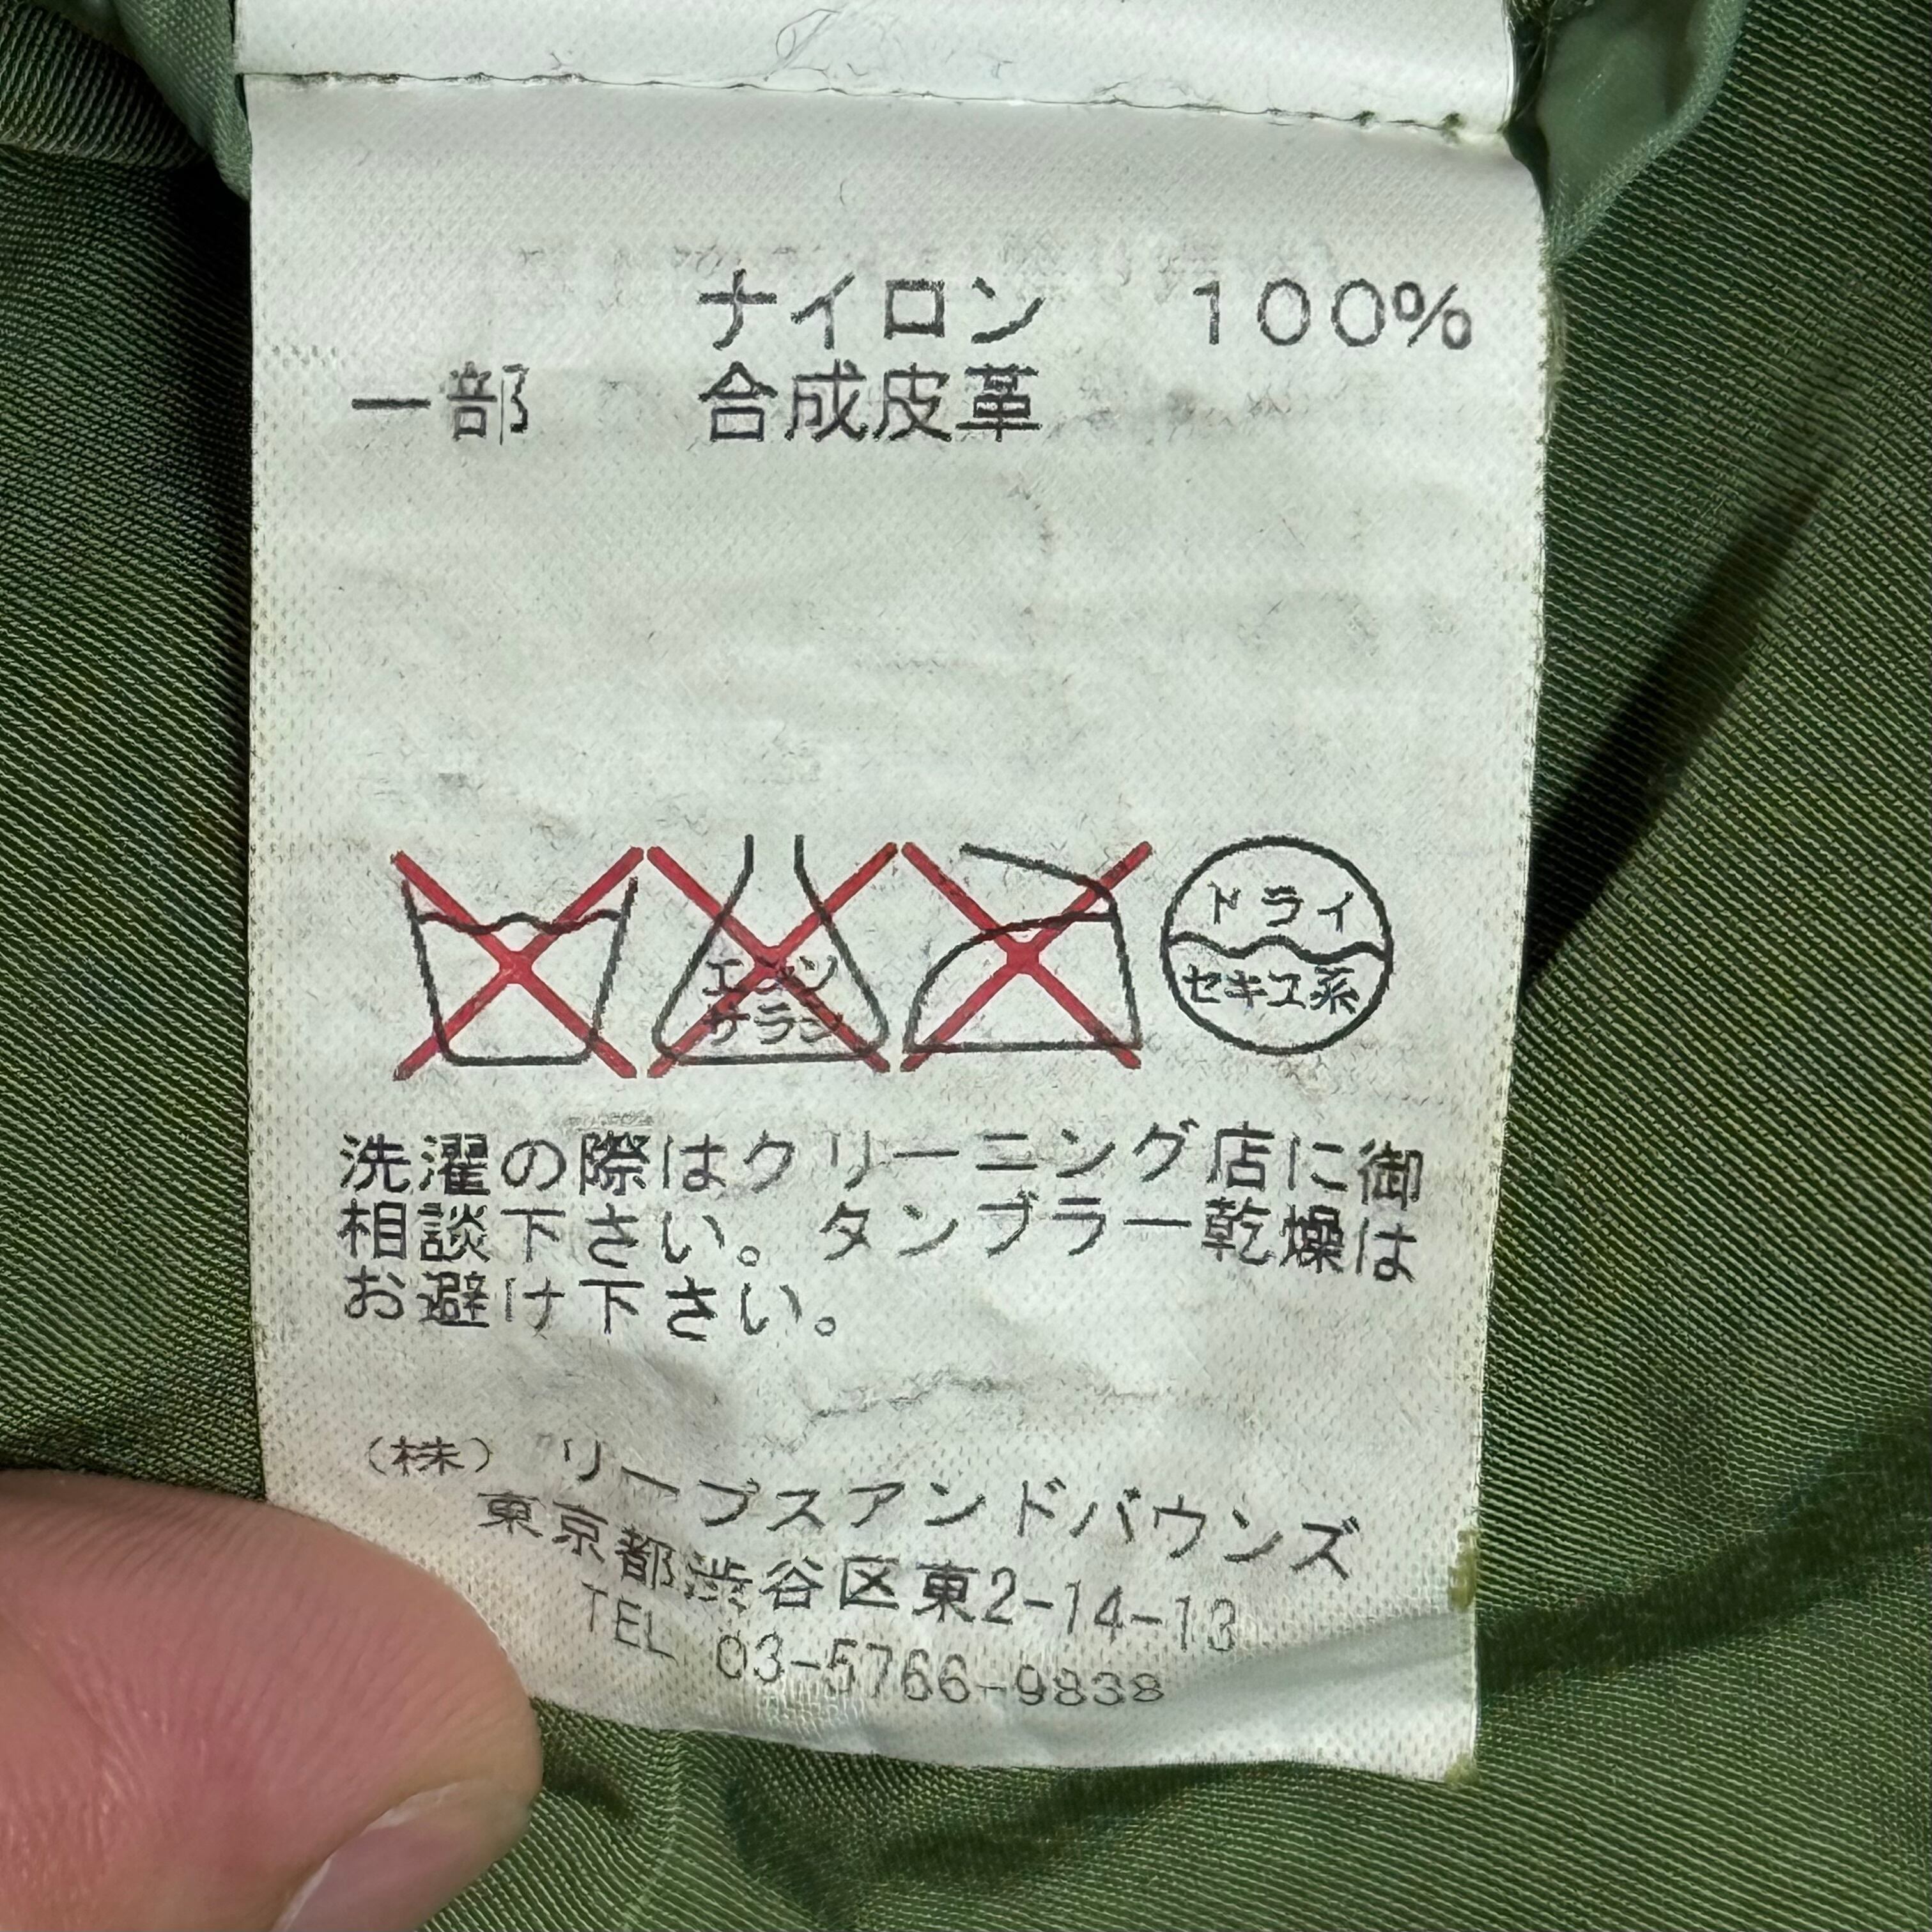 ナイロン 100%
一部 合成皮革
エンソ
サラシ
ドライ
セキユ系
洗濯の際はクリーニング店に御
相談下さい。タンブラー乾燥は
お避け下さい。
(株) リープスアンドバウンズ
東京都渋谷区東2-14-13
TEL 03-5766-9838